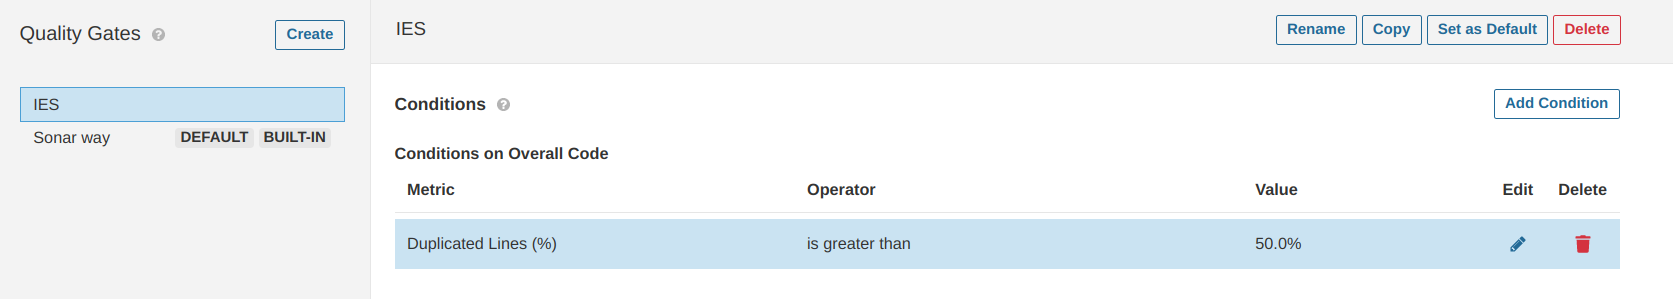 Quality Gates
Create
IES
Sonar way DEFAULT BUILT-IN
IES
Rename Copy Set as Default Delete
Conditions
Add Condition
Conditions on Overall Code
Metric Operator Value Edit Delete
Duplicated Lines (%) is greater than 50.0%